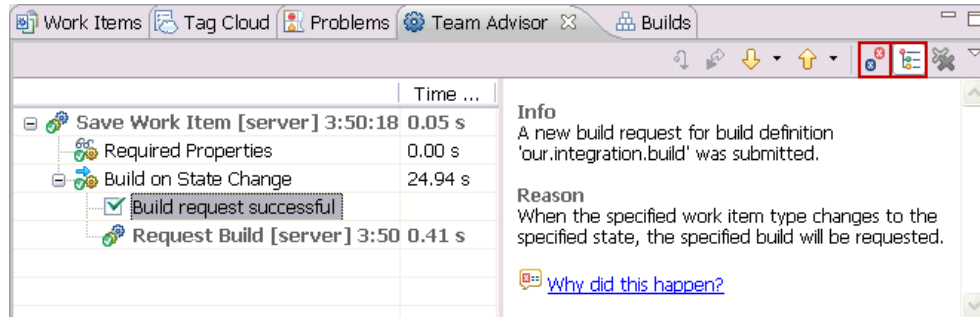 Work Items Tag Cloud Problems Team Advisor Builds
Time ...
Save Work Item [server] 3:50:18 0.05 s
Required Properties 0.00 s
Build on State Change 24.94 s
Build request successful
Request Build [server] 3:50 0.41 s
Info
A new build request for build definition
'our.integration.build' was submitted.
Reason
When the specified work item type changes to the
specified state, the specified build will be requested.
Why did this happen?